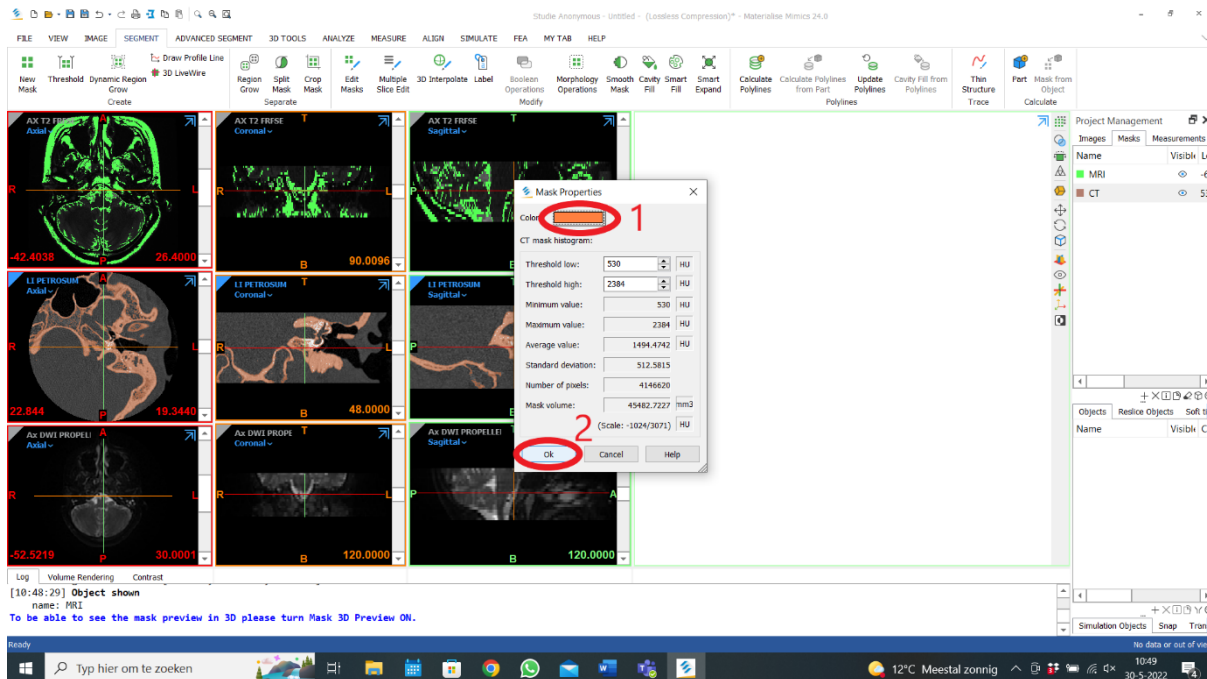 Studie Anonymous - Untitled - (Lossless Compression)* - Materialise Mimics 24.0
FILE VIEW IMAGE SEGMENT ADVANCED SEGMENT 3D TOOLS ANALYZE MEASURE ALIGN SIMULATE FEA MY TAB HELP
Draw Profile Line
3D LiveWire
New Mask Threshold Dynamic Region Grow Region Grow Split Mask Crop Mask Edit Masks Multiple Slice Edit 3D Interpolate Label Boolean Operations Morphology Operations Smooth Mask Cavity Fill Smart Fill Smart Expand Calculate Polylines Calculate Polylines from Part Update Polylines Cavity Fill from Polylines Thin Structure Part Mask from Object
Create Separate Modify Polylines Trace Calculate
AX T2 FRFSE
Axial
A
R
L
P
-42.4038
26.4000
AX T2 FRFSE
Coronal
T
R
L
B
90.0096
AX T2 FRFSE
Sagittal
T
P
LI PETROSUM
Axial
A
R
L
P
22.844
19.3440
LI PETROSUM
Coronal
T
R
L
B
48.0000
LI PETROSUM
Sagittal
P
Ax DWI PROPELL
Axial
A
R
L
P
-52.5219
30.0001
Ax DWI PROPE
Coronal
T
R
L
B
120.0000
Ax DWI PROPELLE
Sagittal
P
A
B
120.0000
Mask Properties
Color
1
CT mask histogram:
Threshold low: 530 HU
Threshold high: 2384 HU
Minimum value: 530 HU
Maximum value: 2384 HU
Average value: 1494.4742 HU
Standard deviation: 512.5815
Number of pixels: 4146620
Mask volume: 45482.7227 mm3
(Scale: -1024/3071) HU
2
Ok Cancel Help
Project Management
Images Masks Measurements
Name Visible
MRI
CT
Objects Reslice Objects Soft
Name Visible
Simulation Objects Snap
Log Volume Rendering Contrast
[10:48:29] Object shown
name: MRI
To be able to see the mask preview in 3D please turn Mask 3D Preview ON.
Ready
No data or out of vie
Typ hier om te zoeken
12°C Meestal zonnig
10:49
30-5-2022
4